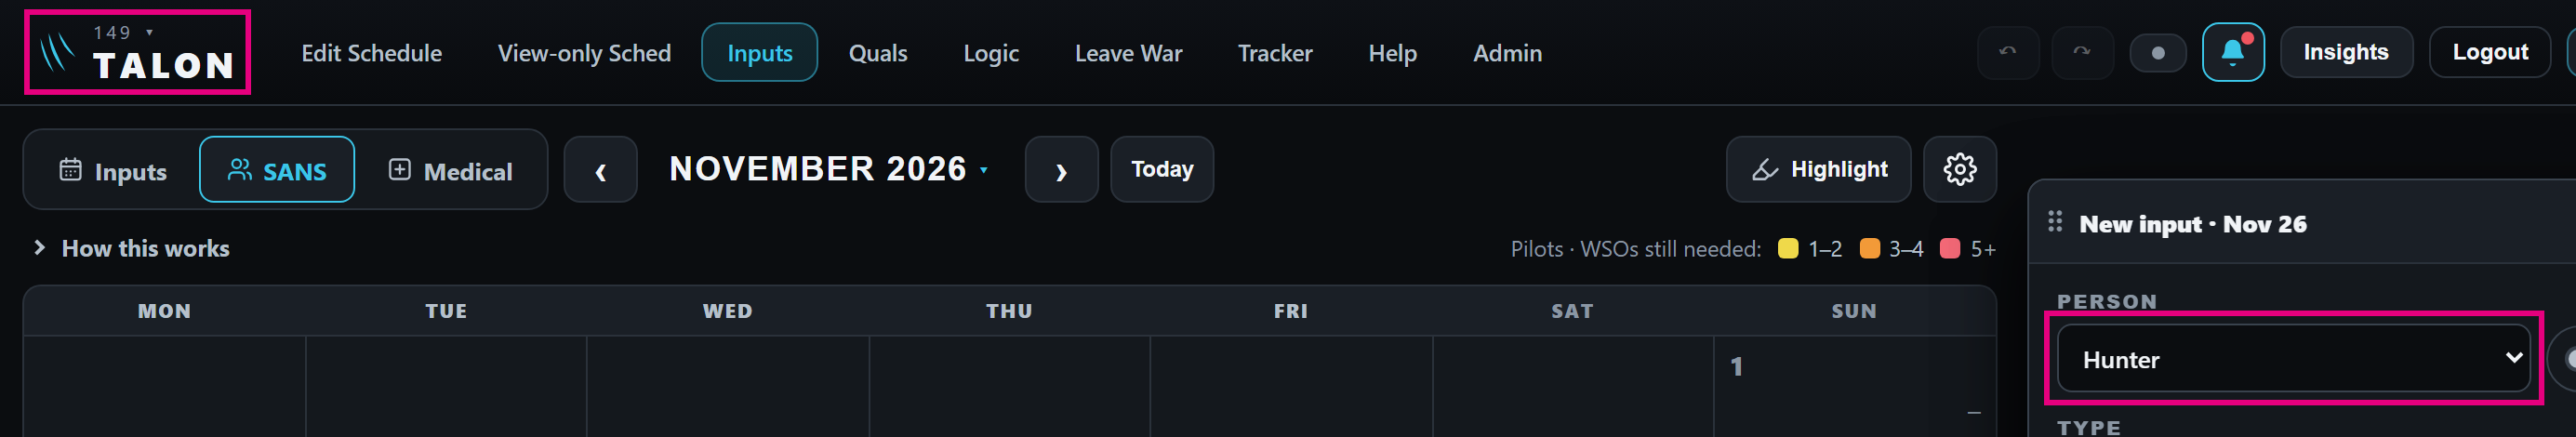 149 ▾
TALON
Edit Schedule View-only Sched Inputs Quals Logic Leave War Tracker Help Admin Insights Logout
Inputs SANS Medical ‹ NOVEMBER 2026 ▾ › Today Highlight
New input · Nov 26
How this works Pilots · WSOs still needed: 1–2 3–4 5+
PERSON
MON TUE WED THU FRI SAT SUN
Hunter
1
–
TYPE